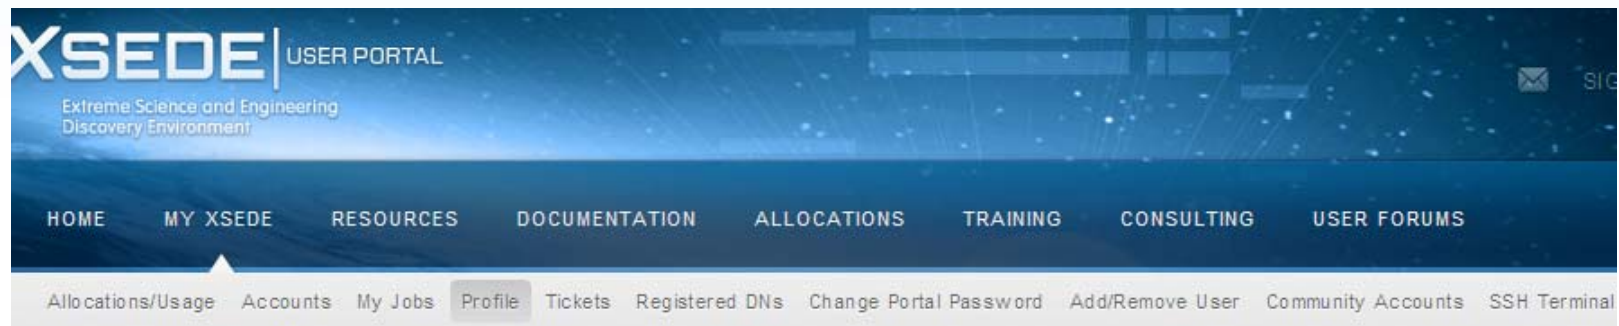 XSEDE USER PORTAL
Extreme Science and Engineering
Discovery Environment
HOME MY XSEDE RESOURCES DOCUMENTATION ALLOCATIONS TRAINING CONSULTING USER FORUMS
Allocations/Usage Accounts My Jobs Profile Tickets Registered DNs Change Portal Password Add/Remove User Community Accounts SSH Terminal